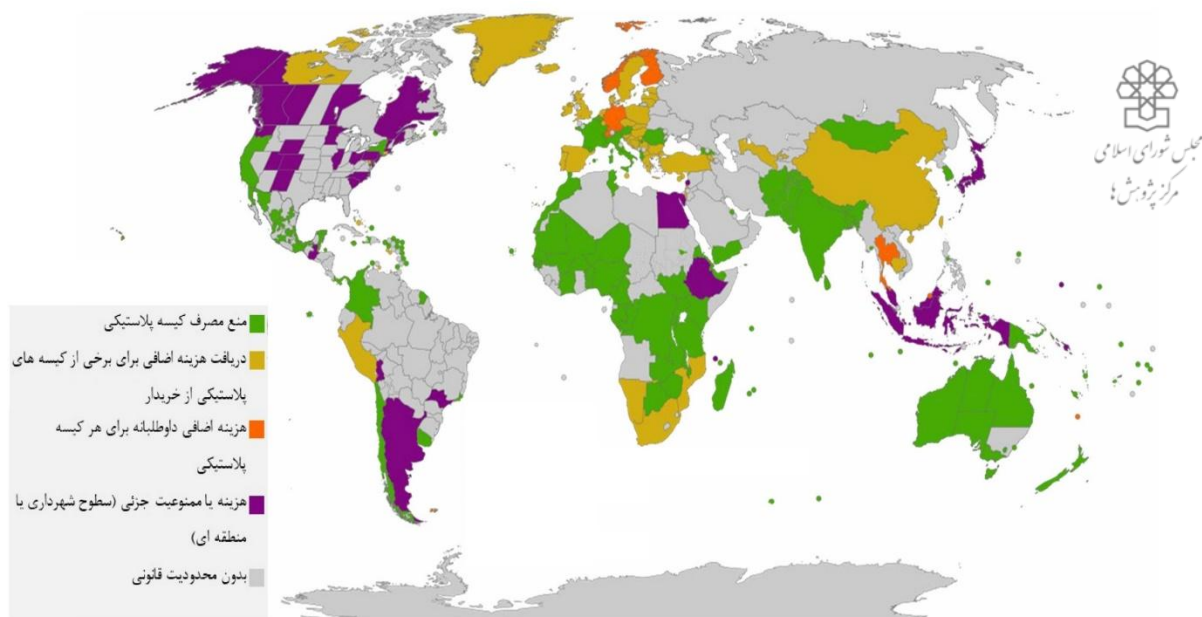 مجلس شورای اسلامی
مرکز پژوهش ها
منع مصرف کیسه پلاستیکی
دریافت هزینه اضافی برای برخی از کیسه های
پلاستیکی از خریدار
هزینه اضافی داوطلبانه برای هر کیسه
پلاستیکی
هزینه یا ممنوعیت جزئی (سطوح شهرداری یا
منطقه ای)
بدون محدودیت قانونی